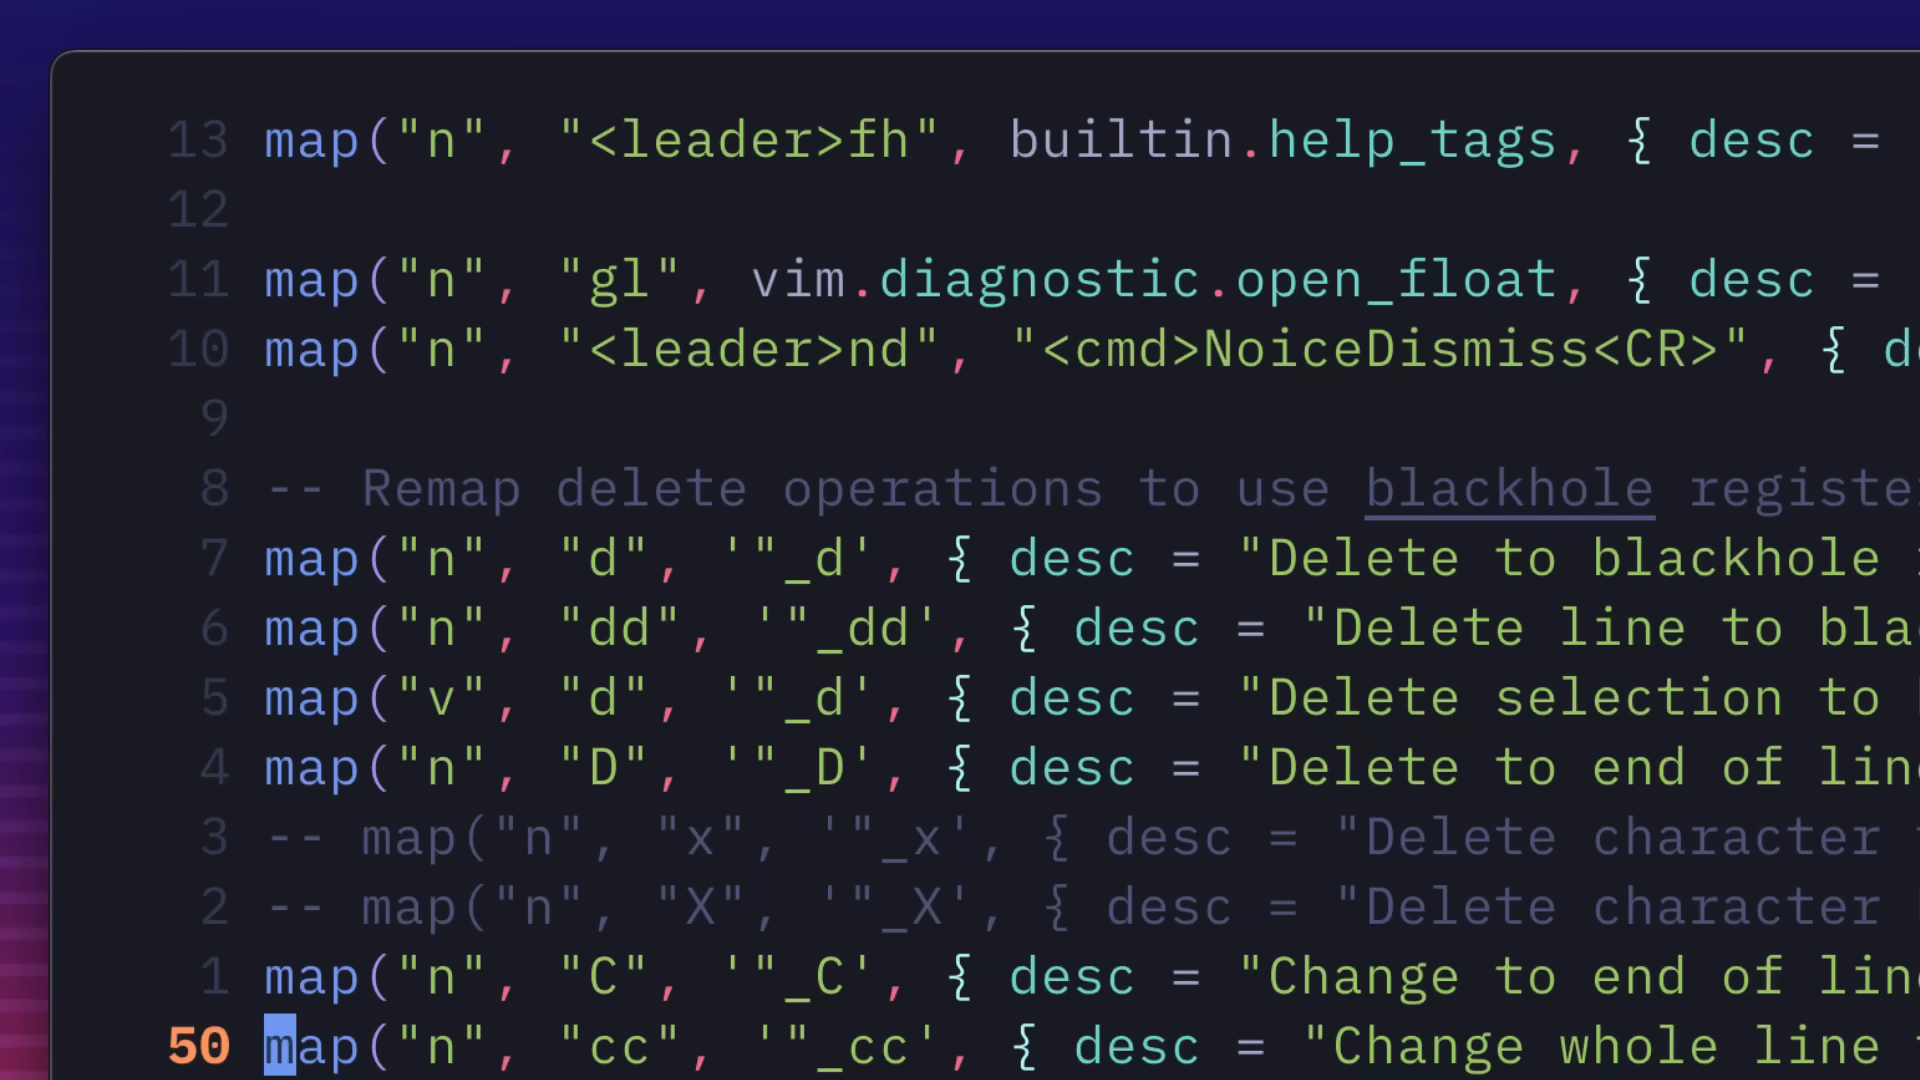 13 map("n", "<leader>fh", builtin.help_tags, { desc =
12
11 map("n", "gl", vim.diagnostic.open_float, { desc =
10 map("n", "<leader>nd", "<cmd>NoiceDismiss<CR>", {
9
8 -- Remap delete operations to use blackhole
7 map("n", "d", '"_d', { desc = "Delete to blackhole
6 map("n", "dd", '"_dd', { desc = "Delete line to
5 map("v", "d", '"_d', { desc = "Delete selection to
4 map("n", "D", '"_D', { desc = "Delete to end of
3 -- map("n", "x", '"_x', { desc = "Delete character
2 -- map("n", "X", '"_X', { desc = "Delete character
1 map("n", "C", '"_C', { desc = "Change to end of
50 map("n", "cc", '"_cc', { desc = "Change whole line